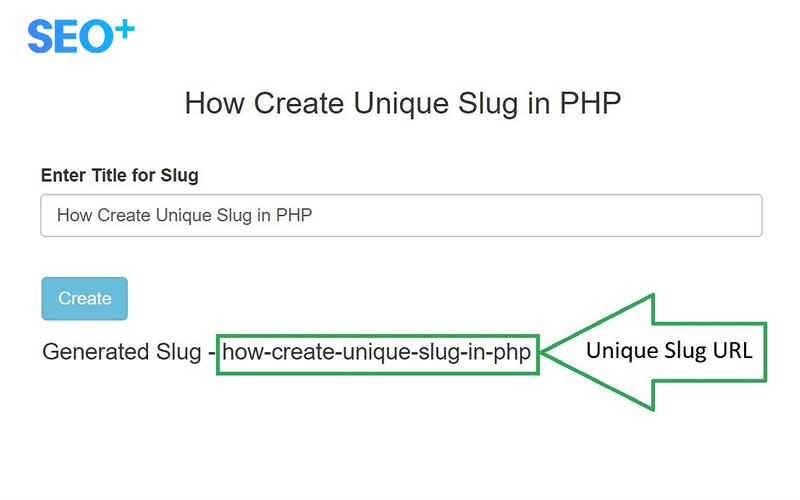 SEO+
How Create Unique Slug in PHP
Enter Title for Slug
How Create Unique Slug in PHP
Create
Generated Slug - how-create-unique-slug-in-php
Unique Slug URL